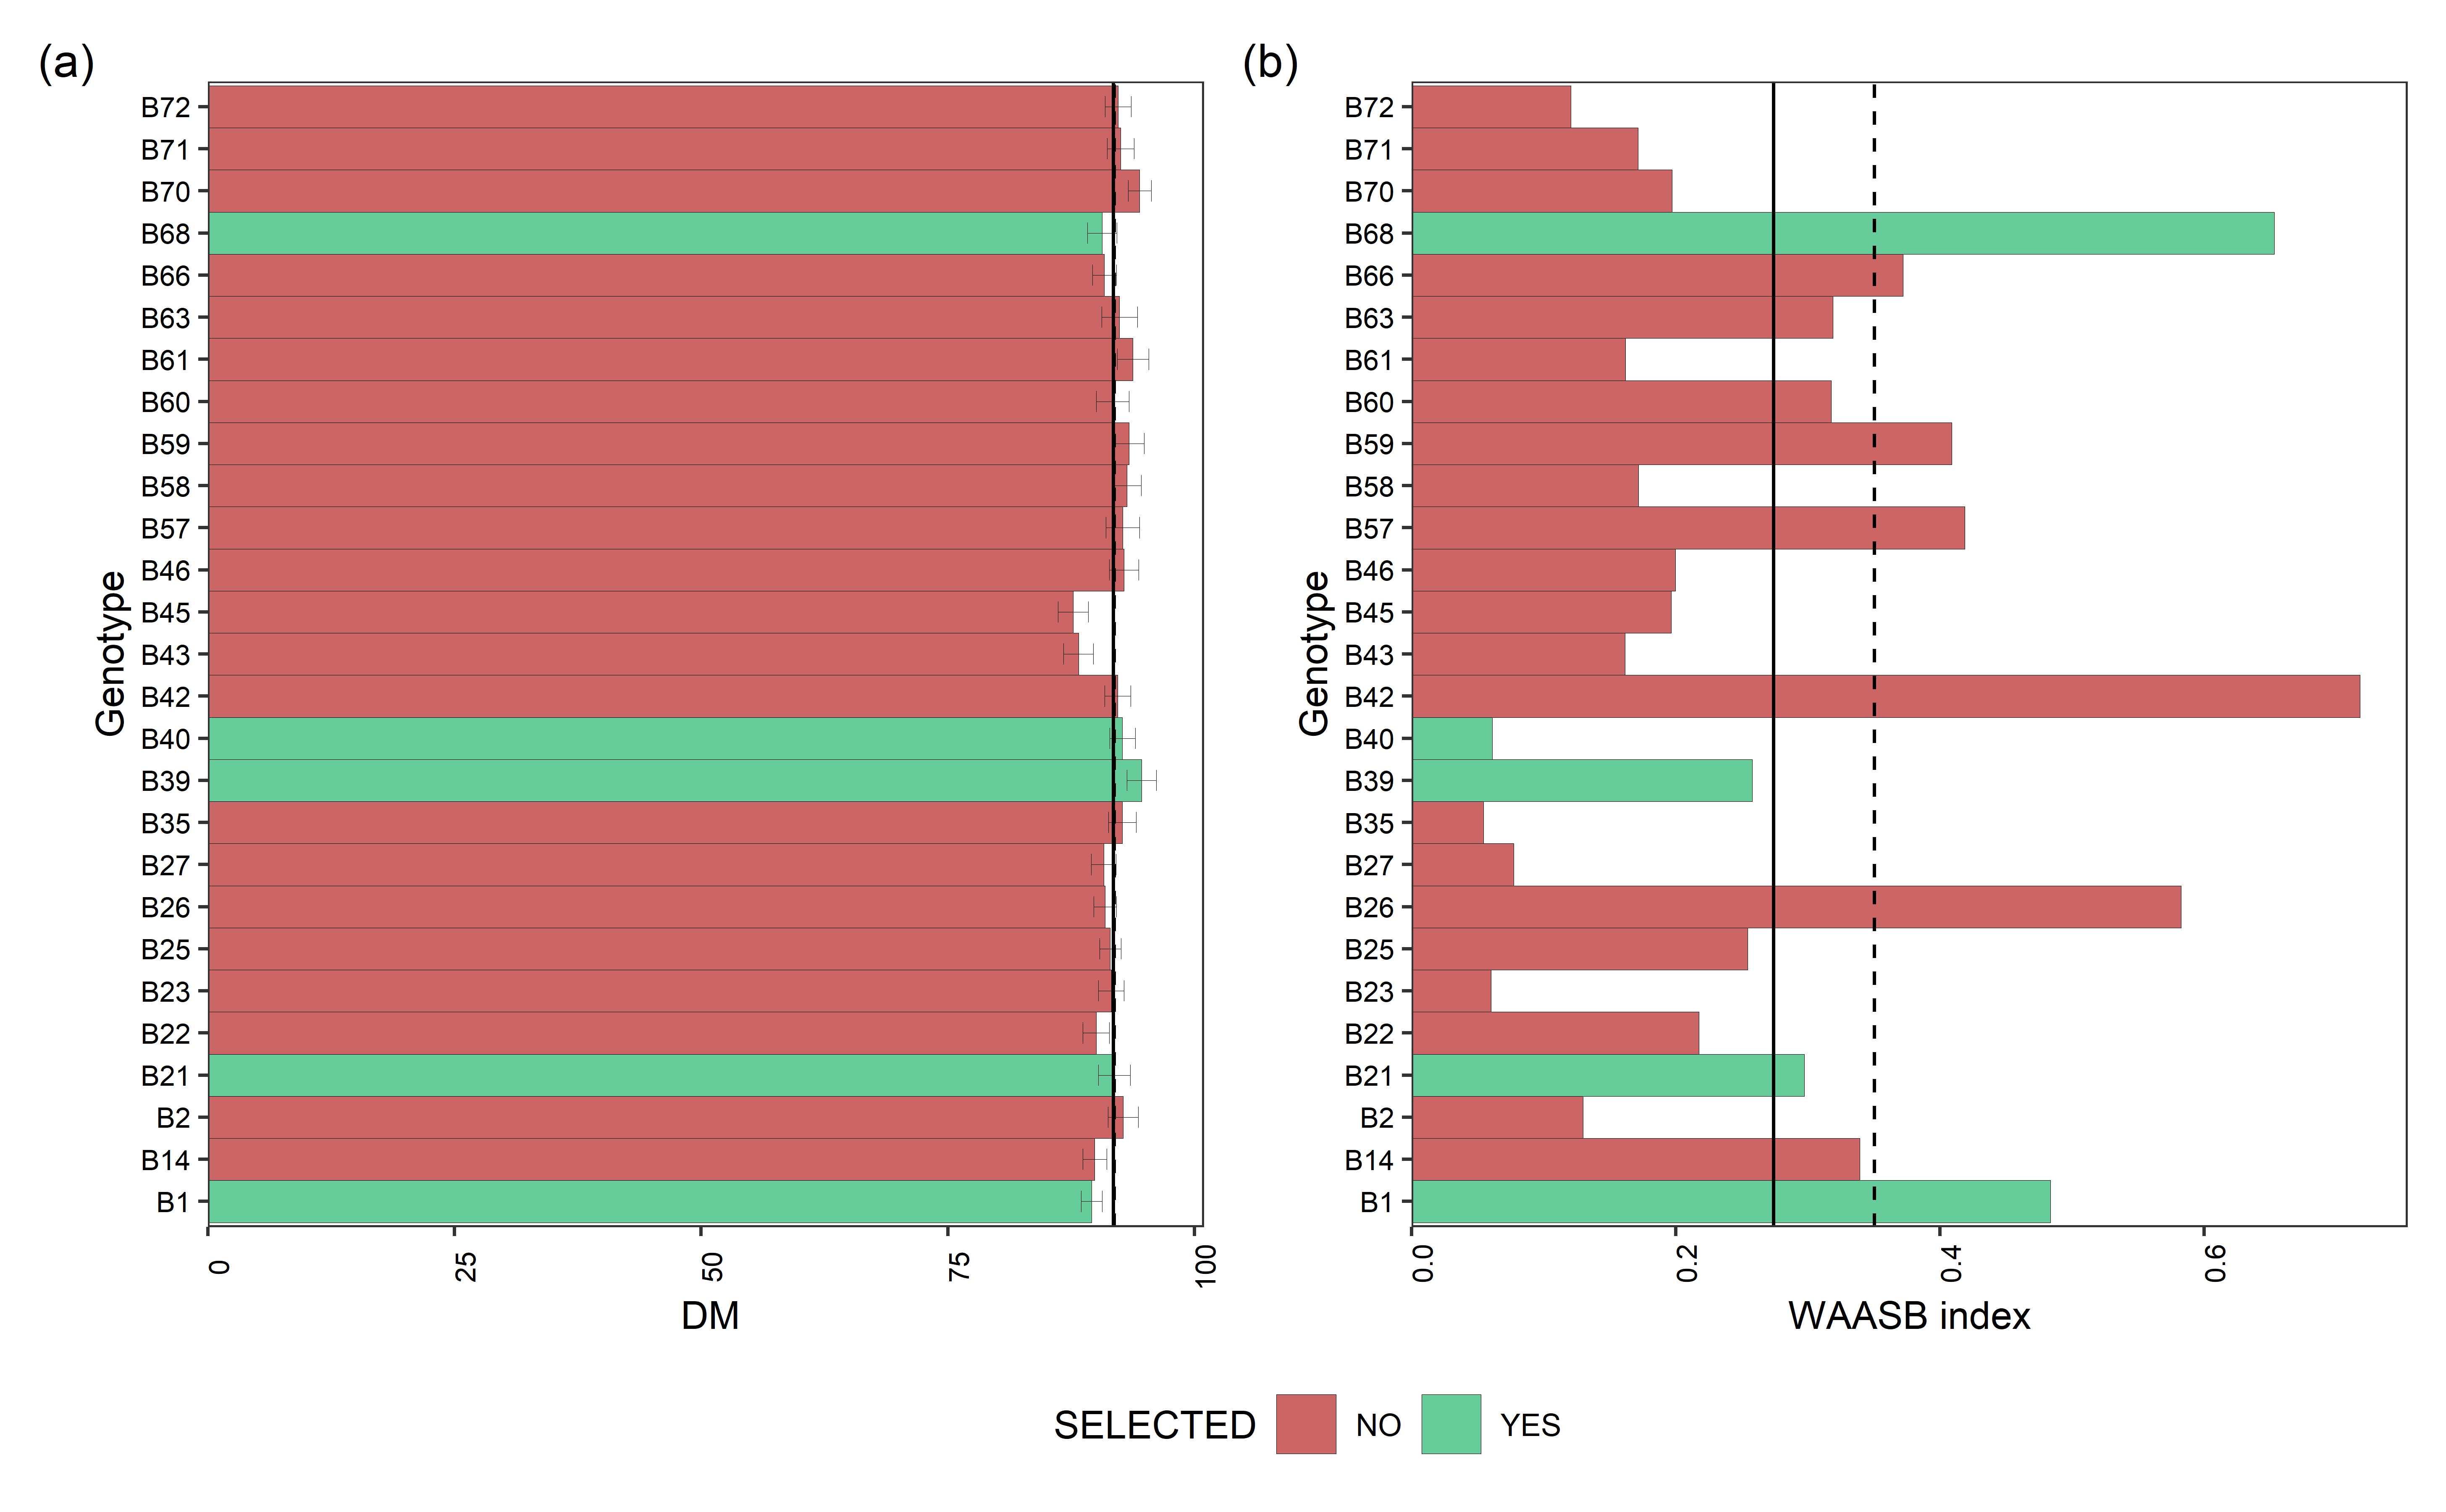 (a)
B72
B71
B70
B68
B66
B63
B61
B60
B59
B58
B57
B46
B45
B43
B42
B40
B39
B35
B27
B26
B25
B23
B22
B21
B2
B14
B1
Genotype
0
25
50
75
100
DM
(b)
B72
B71
B70
B68
B66
B63
B61
B60
B59
B58
B57
B46
B45
B43
B42
B40
B39
B35
B27
B26
B25
B23
B22
B21
B2
B14
B1
Genotype
0.0
0.2
0.4
0.6
WAASB index
SELECTED NO YES